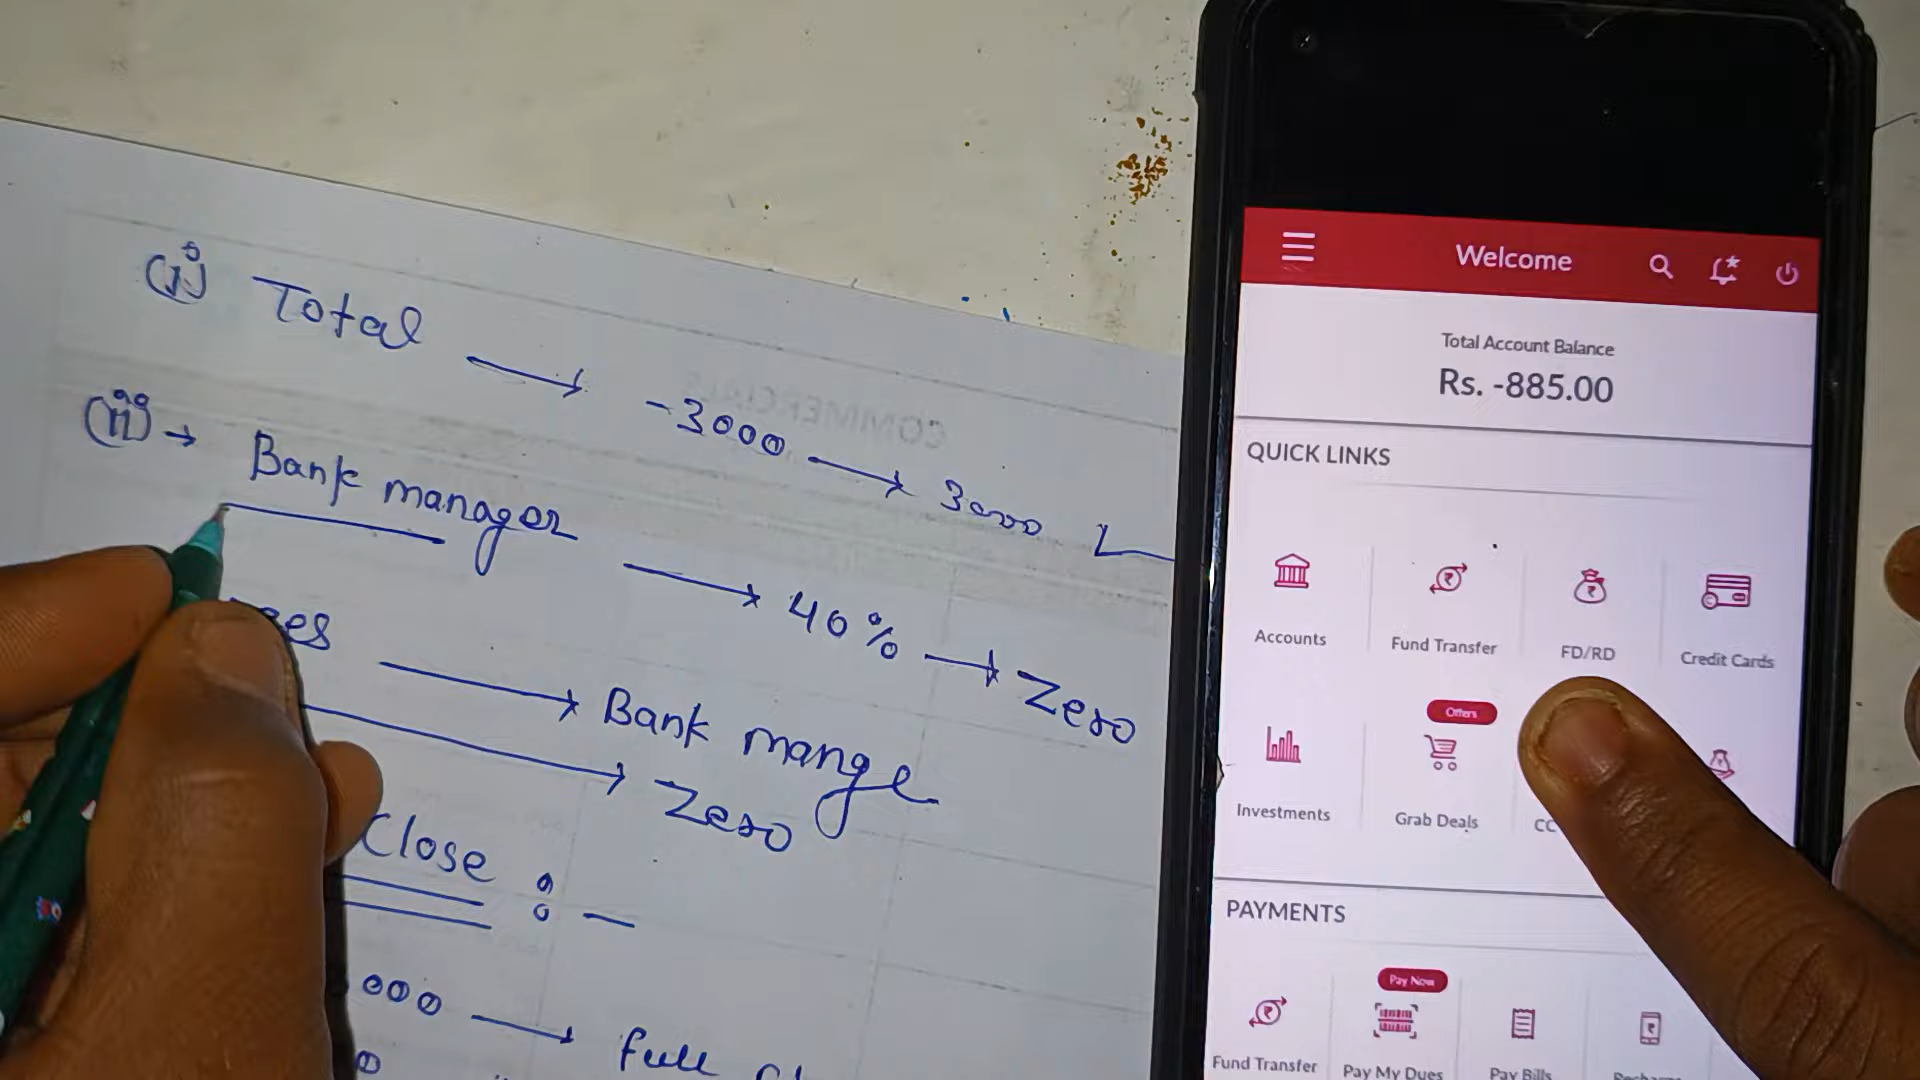 (i) Total → -3000 → 3000
(ii) → Bank manager → 40% → Zero
→ Bank mange
→ Zero
Close :-
000 → full
COMMERCIALS
Welcome
Total Account Balance
Rs. -885.00
QUICK LINKS
Accounts Fund Transfer FD/RD Credit Cards
Offers
Investments Grab Deals CC
PAYMENTS
Pay Now
Fund Transfer Pay My Dues Pay Bills